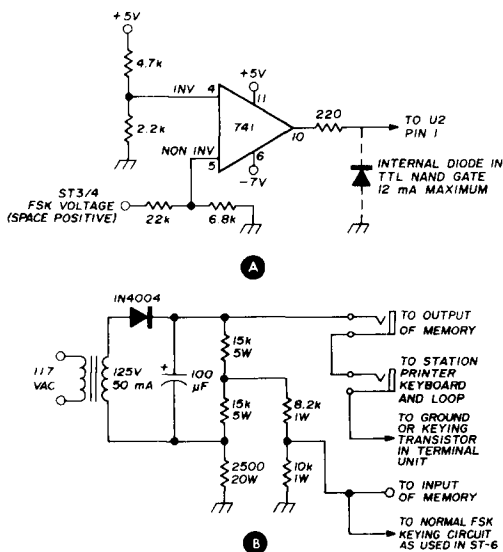 +5V
4.7k
INV
4
+5V
11
2.2k
741
10
220
TO U2
PIN 1
NON INV
5
6
-7V
INTERNAL DIODE IN
TTL NAND GATE
12 mA MAXIMUM
ST3/4
FSK VOLTAGE
(SPACE POSITIVE)
22k
6.8k
A
1N4004
TO OUTPUT
OF MEMORY
117
VAC
125V
50 mA
+
100
μF
15k
5W
15k
5W
8.2k
1W
TO STATION
PRINTER
KEYBOARD
AND LOOP
TO GROUND
OR KEYING
TRANSISTOR
IN TERMINAL
UNIT
2500
20W
10k
1W
TO INPUT
OF MEMORY
TO NORMAL FSK
KEYING CIRCUIT
AS USED IN ST-6
B